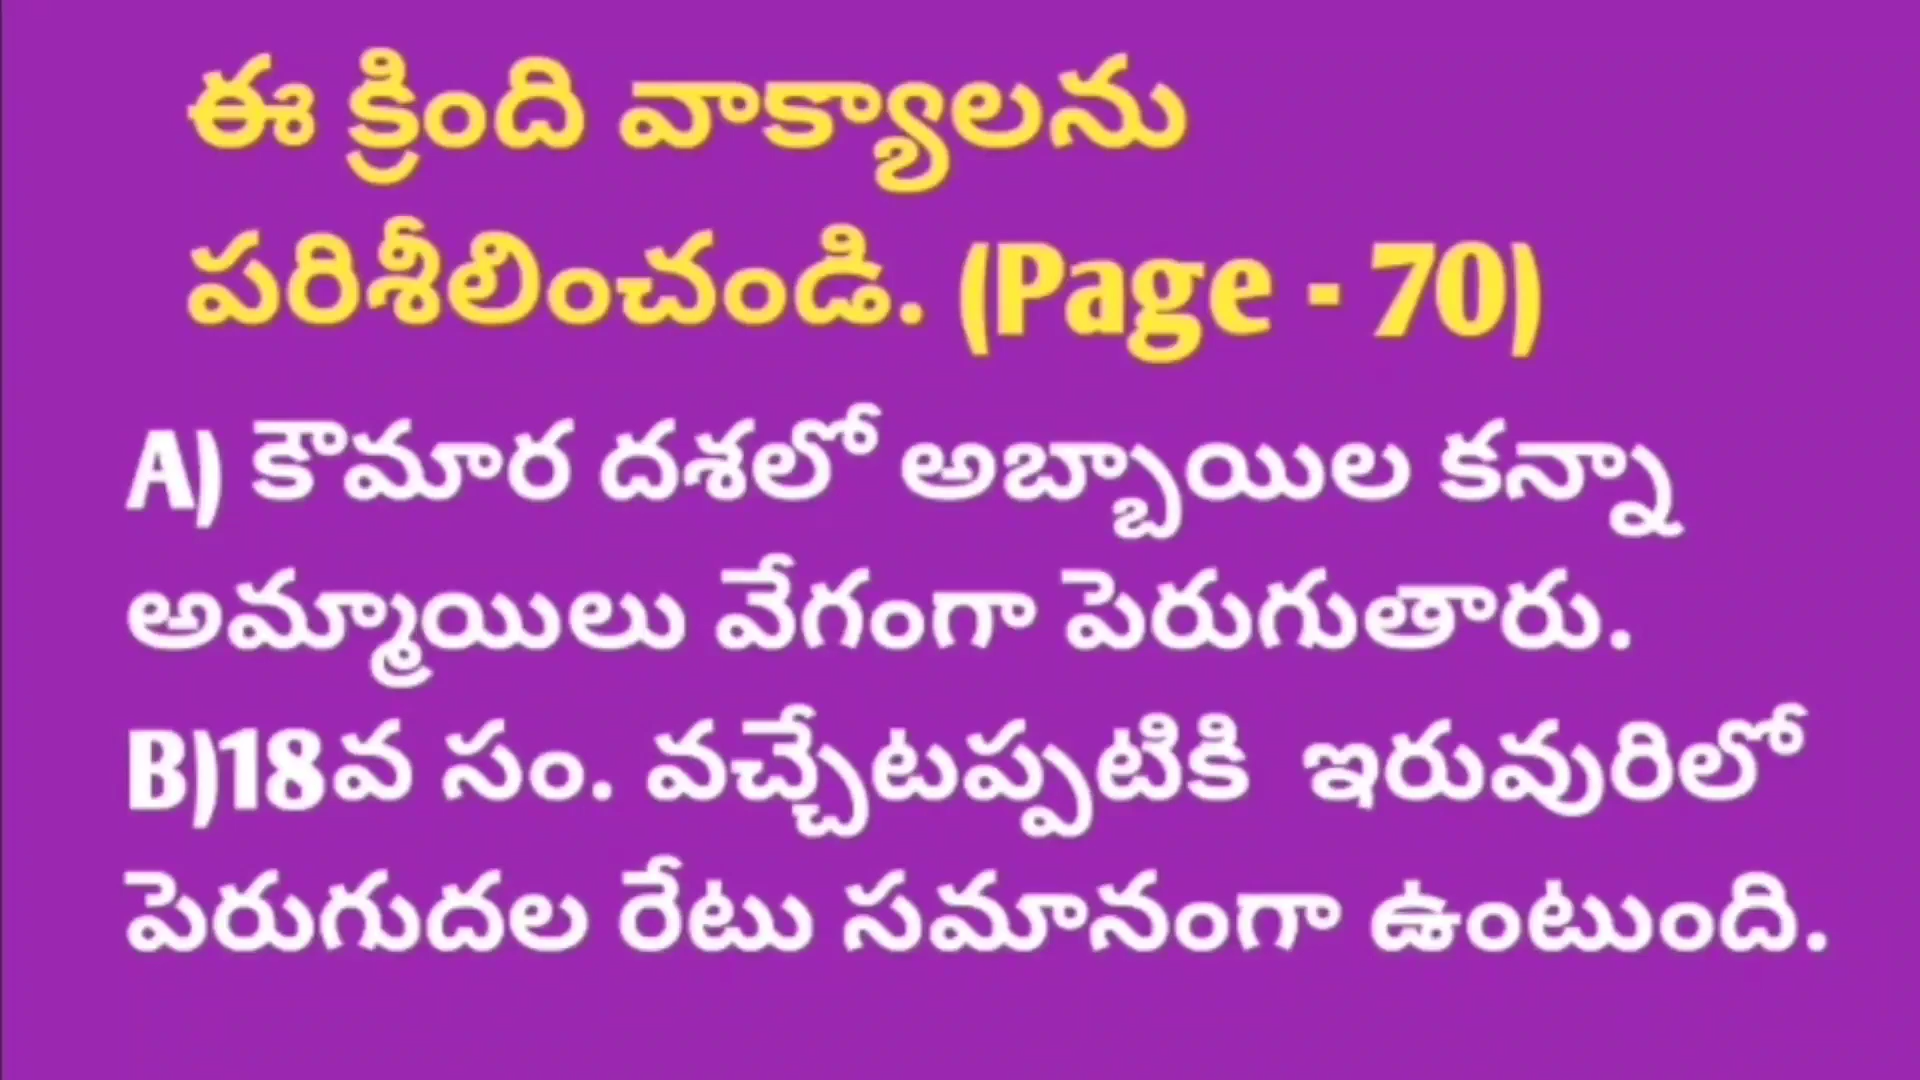 ఈ క్రింది వాక్యాలను
పరిశీలించండి. (Page - 70)
A) కౌమార దశలో అబ్బాయిల కన్నా
అమ్మాయిలు వేగంగా పెరుగుతారు.
B)18వ సం. వచ్చేటప్పటికి ఇరువురిలో
పెరుగుదల రేటు సమానంగా ఉంటుంది.